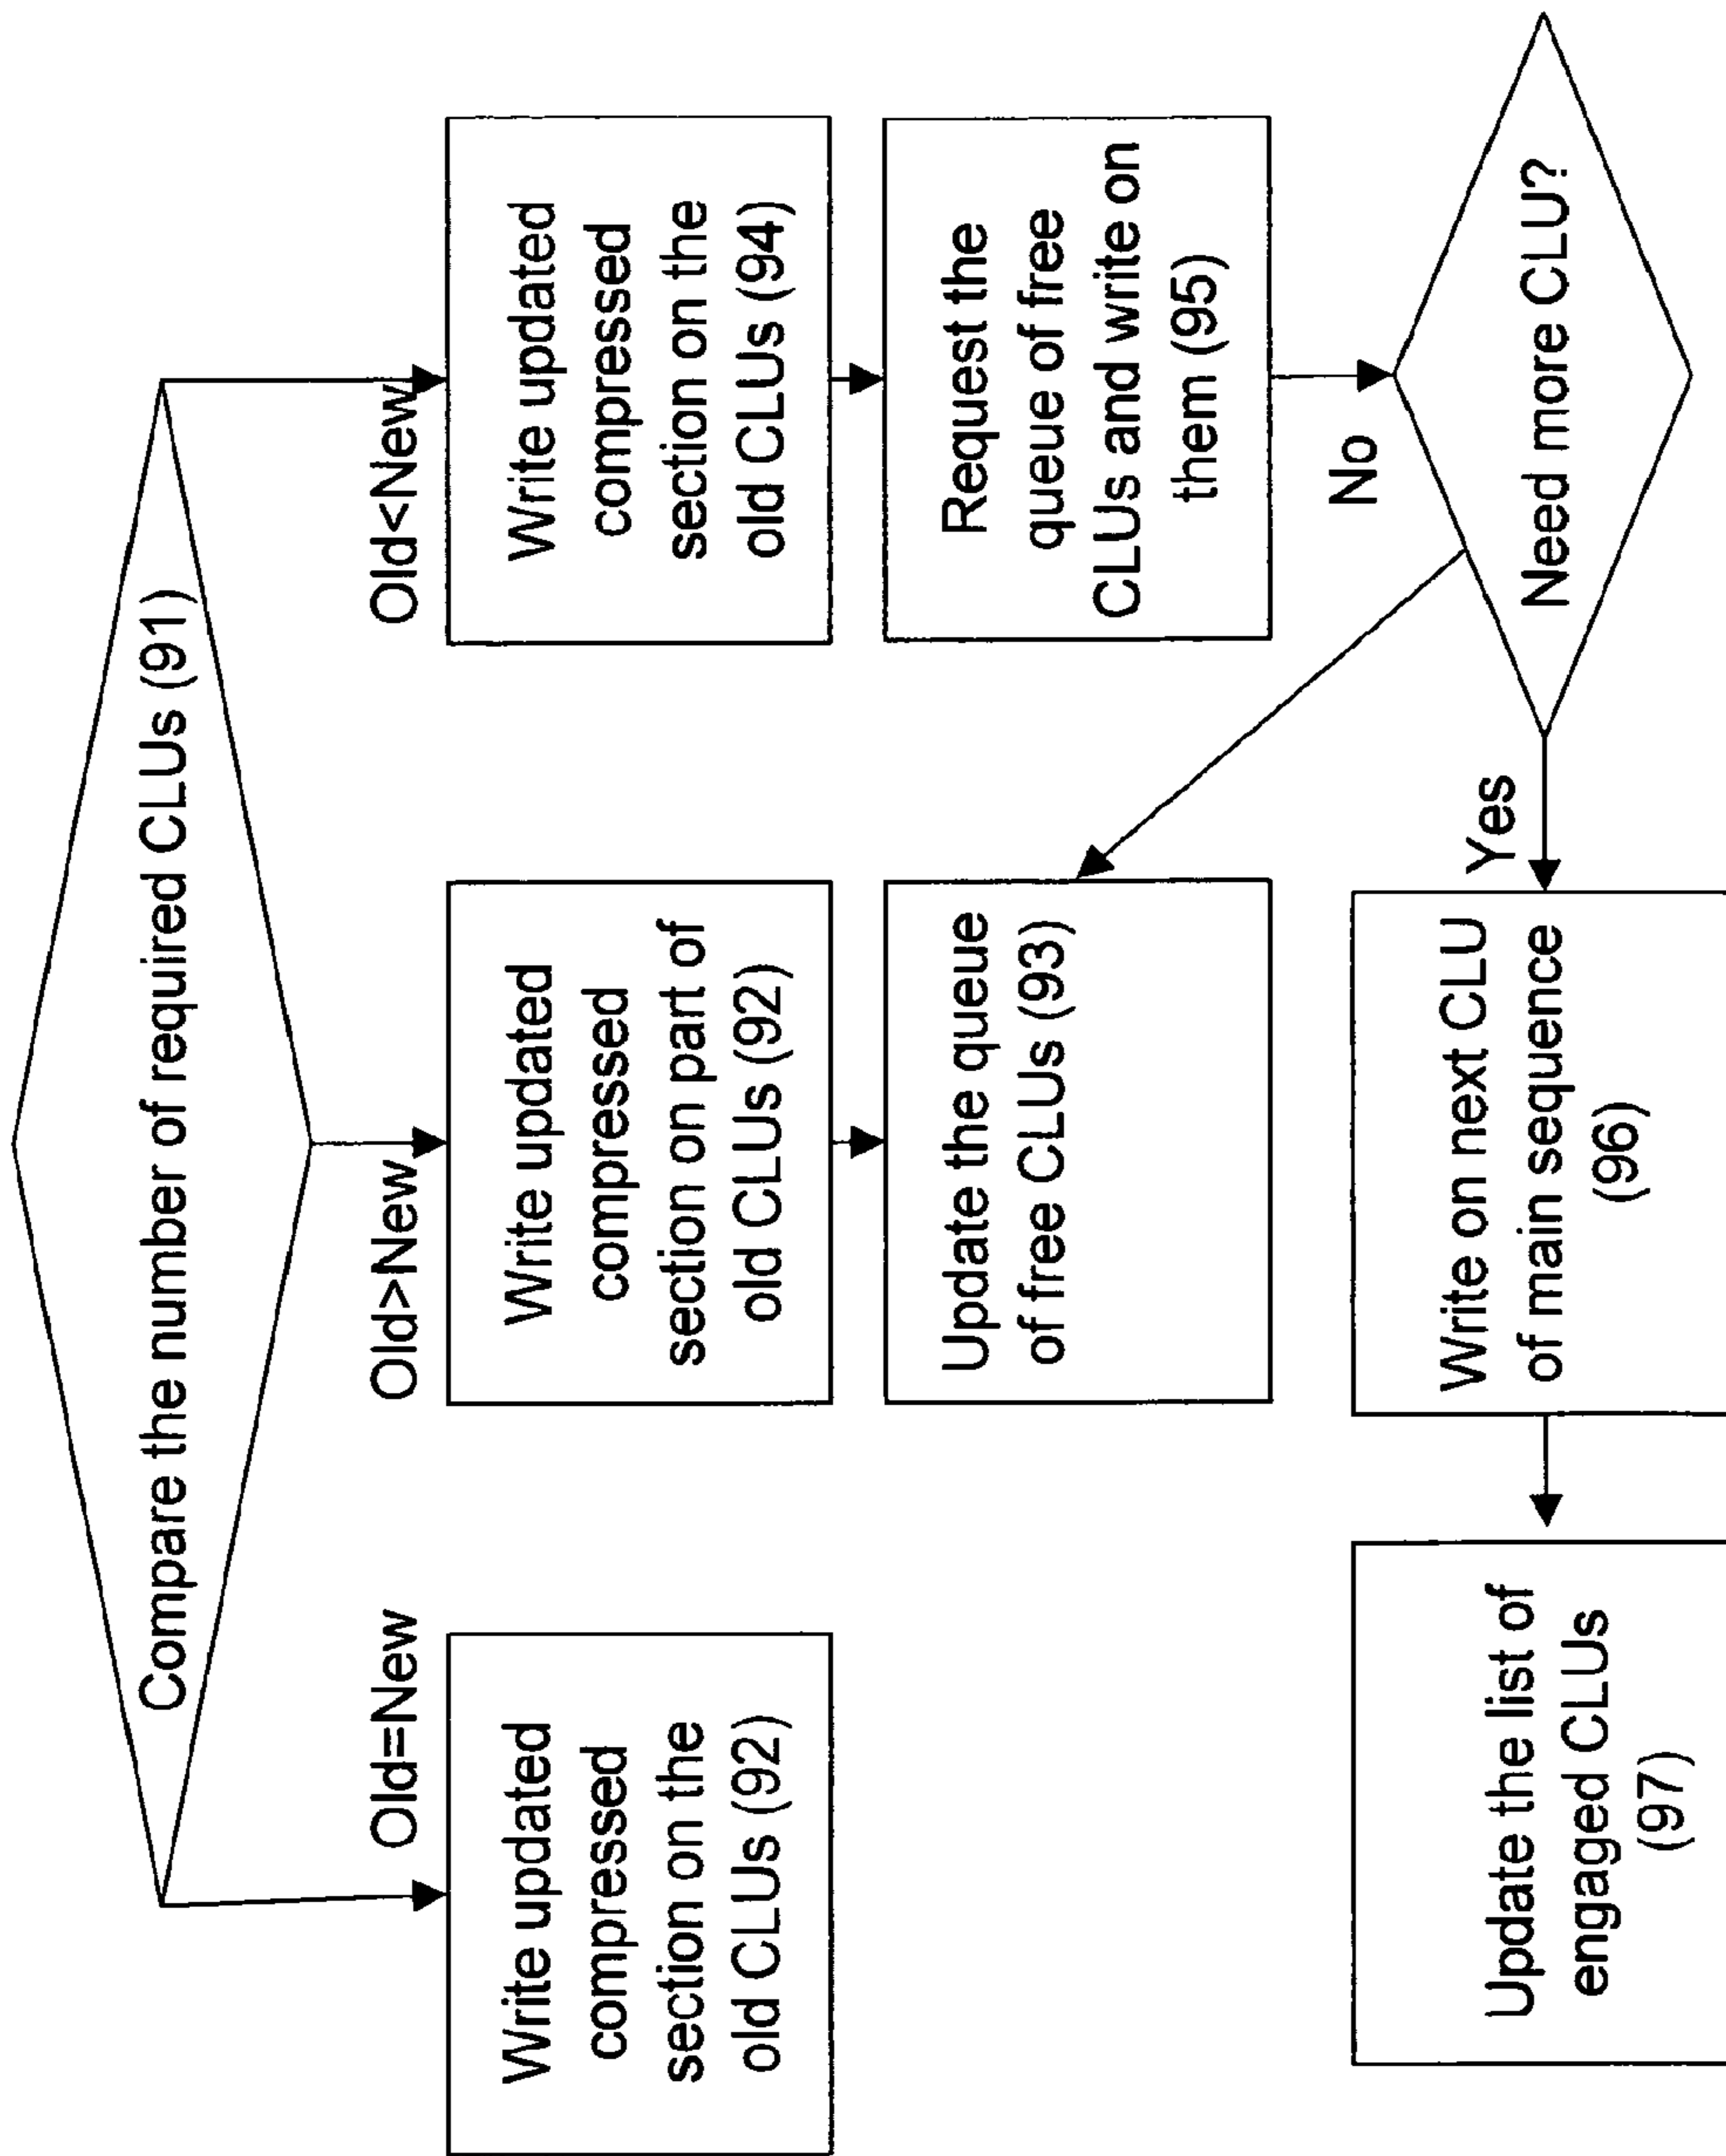 Compare the number of required CLUs (91)
Old=New
Old>New
Old<New
Write updated
compressed
section on the
old CLUs (92)
Write updated
compressed
section on part of
old CLUs (92)
Write updated
compressed
section on the
old CLUs (94)
Update the queue
of free CLUs (93)
Request the
queue of free
CLUs and write on
them (95)
No
Yes
Need more CLU?
Write on next CLU
of main sequence
(96)
Update the list of
engaged CLUs
(97)